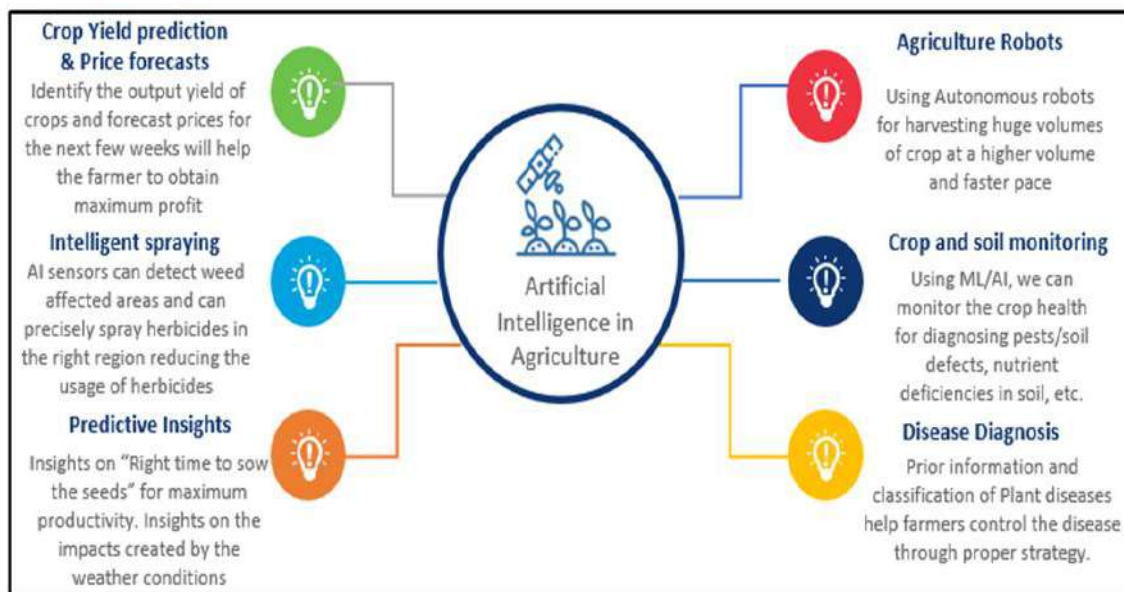 Crop Yield prediction
& Price forecasts
Identify the output yield of
crops and forecast prices for
the next few weeks will help
the farmer to obtain
maximum profit
Intelligent spraying
AI sensors can detect weed
affected areas and can
precisely spray herbicides in
the right region reducing the
usage of herbicides
Predictive Insights
Insights on “Right time to sow
the seeds” for maximum
productivity. Insights on the
impacts created by the
weather conditions
Artificial
Intelligence in
Agriculture
Agriculture Robots
Using Autonomous robots
for harvesting huge volumes
of crop at a higher volume
and faster pace
Crop and soil monitoring
Using ML/AI, we can
monitor the crop health
for diagnosing pests/soil
defects, nutrient
deficiencies in soil, etc.
Disease Diagnosis
Prior information and
classification of Plant diseases
help farmers control the disease
through proper strategy.